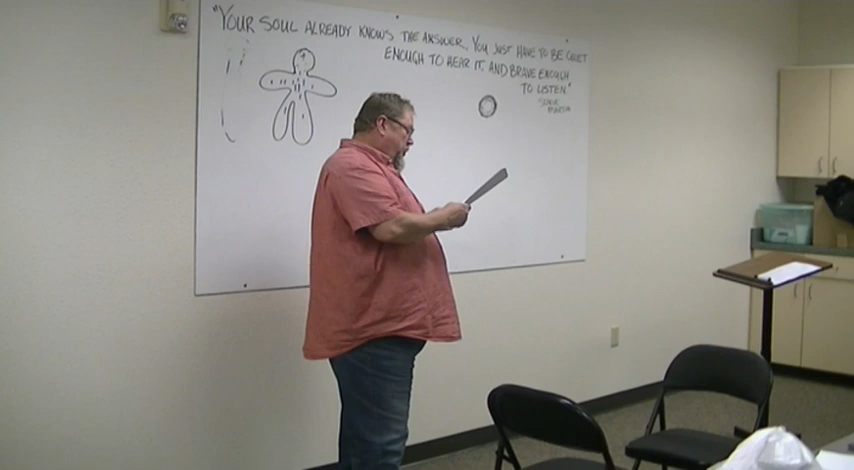 "YOUR SOUL ALREADY KNOWS THE ANSWER. YOU JUST HAVE TO BE QUIET
ENOUGH TO HEAR IT, AND BRAVE ENOUGH
TO LISTEN."